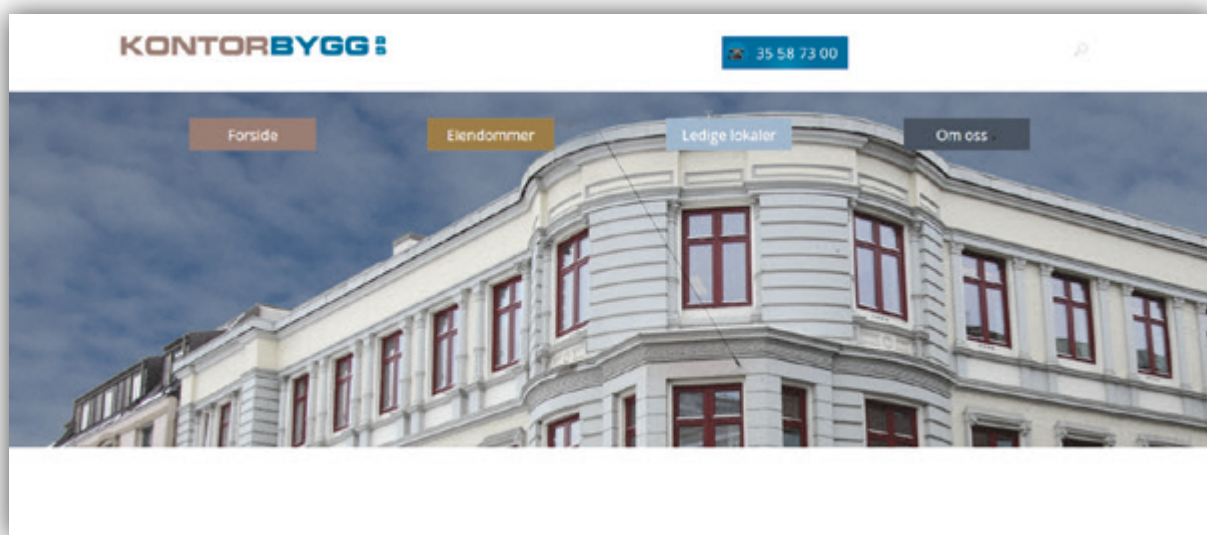 KONTORBYGG AS
35 58 73 00
Forside
Eiendommer
Ledige lokaler
Om oss